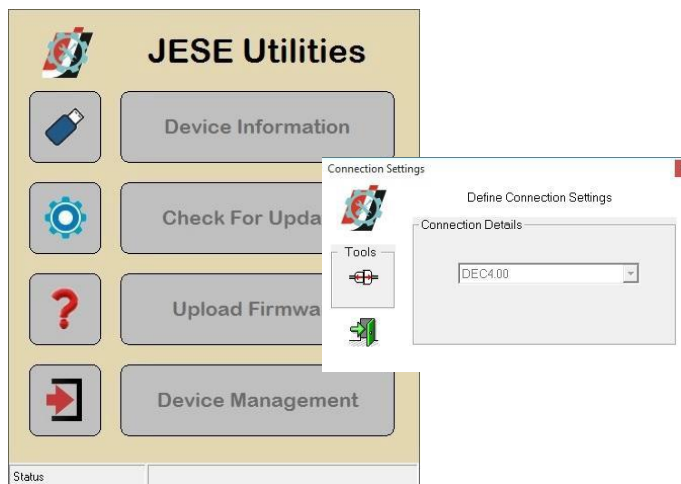 JESE Utilities
Device Information
Check For Upda
Upload Firmwa
Device Management
Status
Connection Settings
Define Connection Settings
Connection Details
Tools
DEC4.00